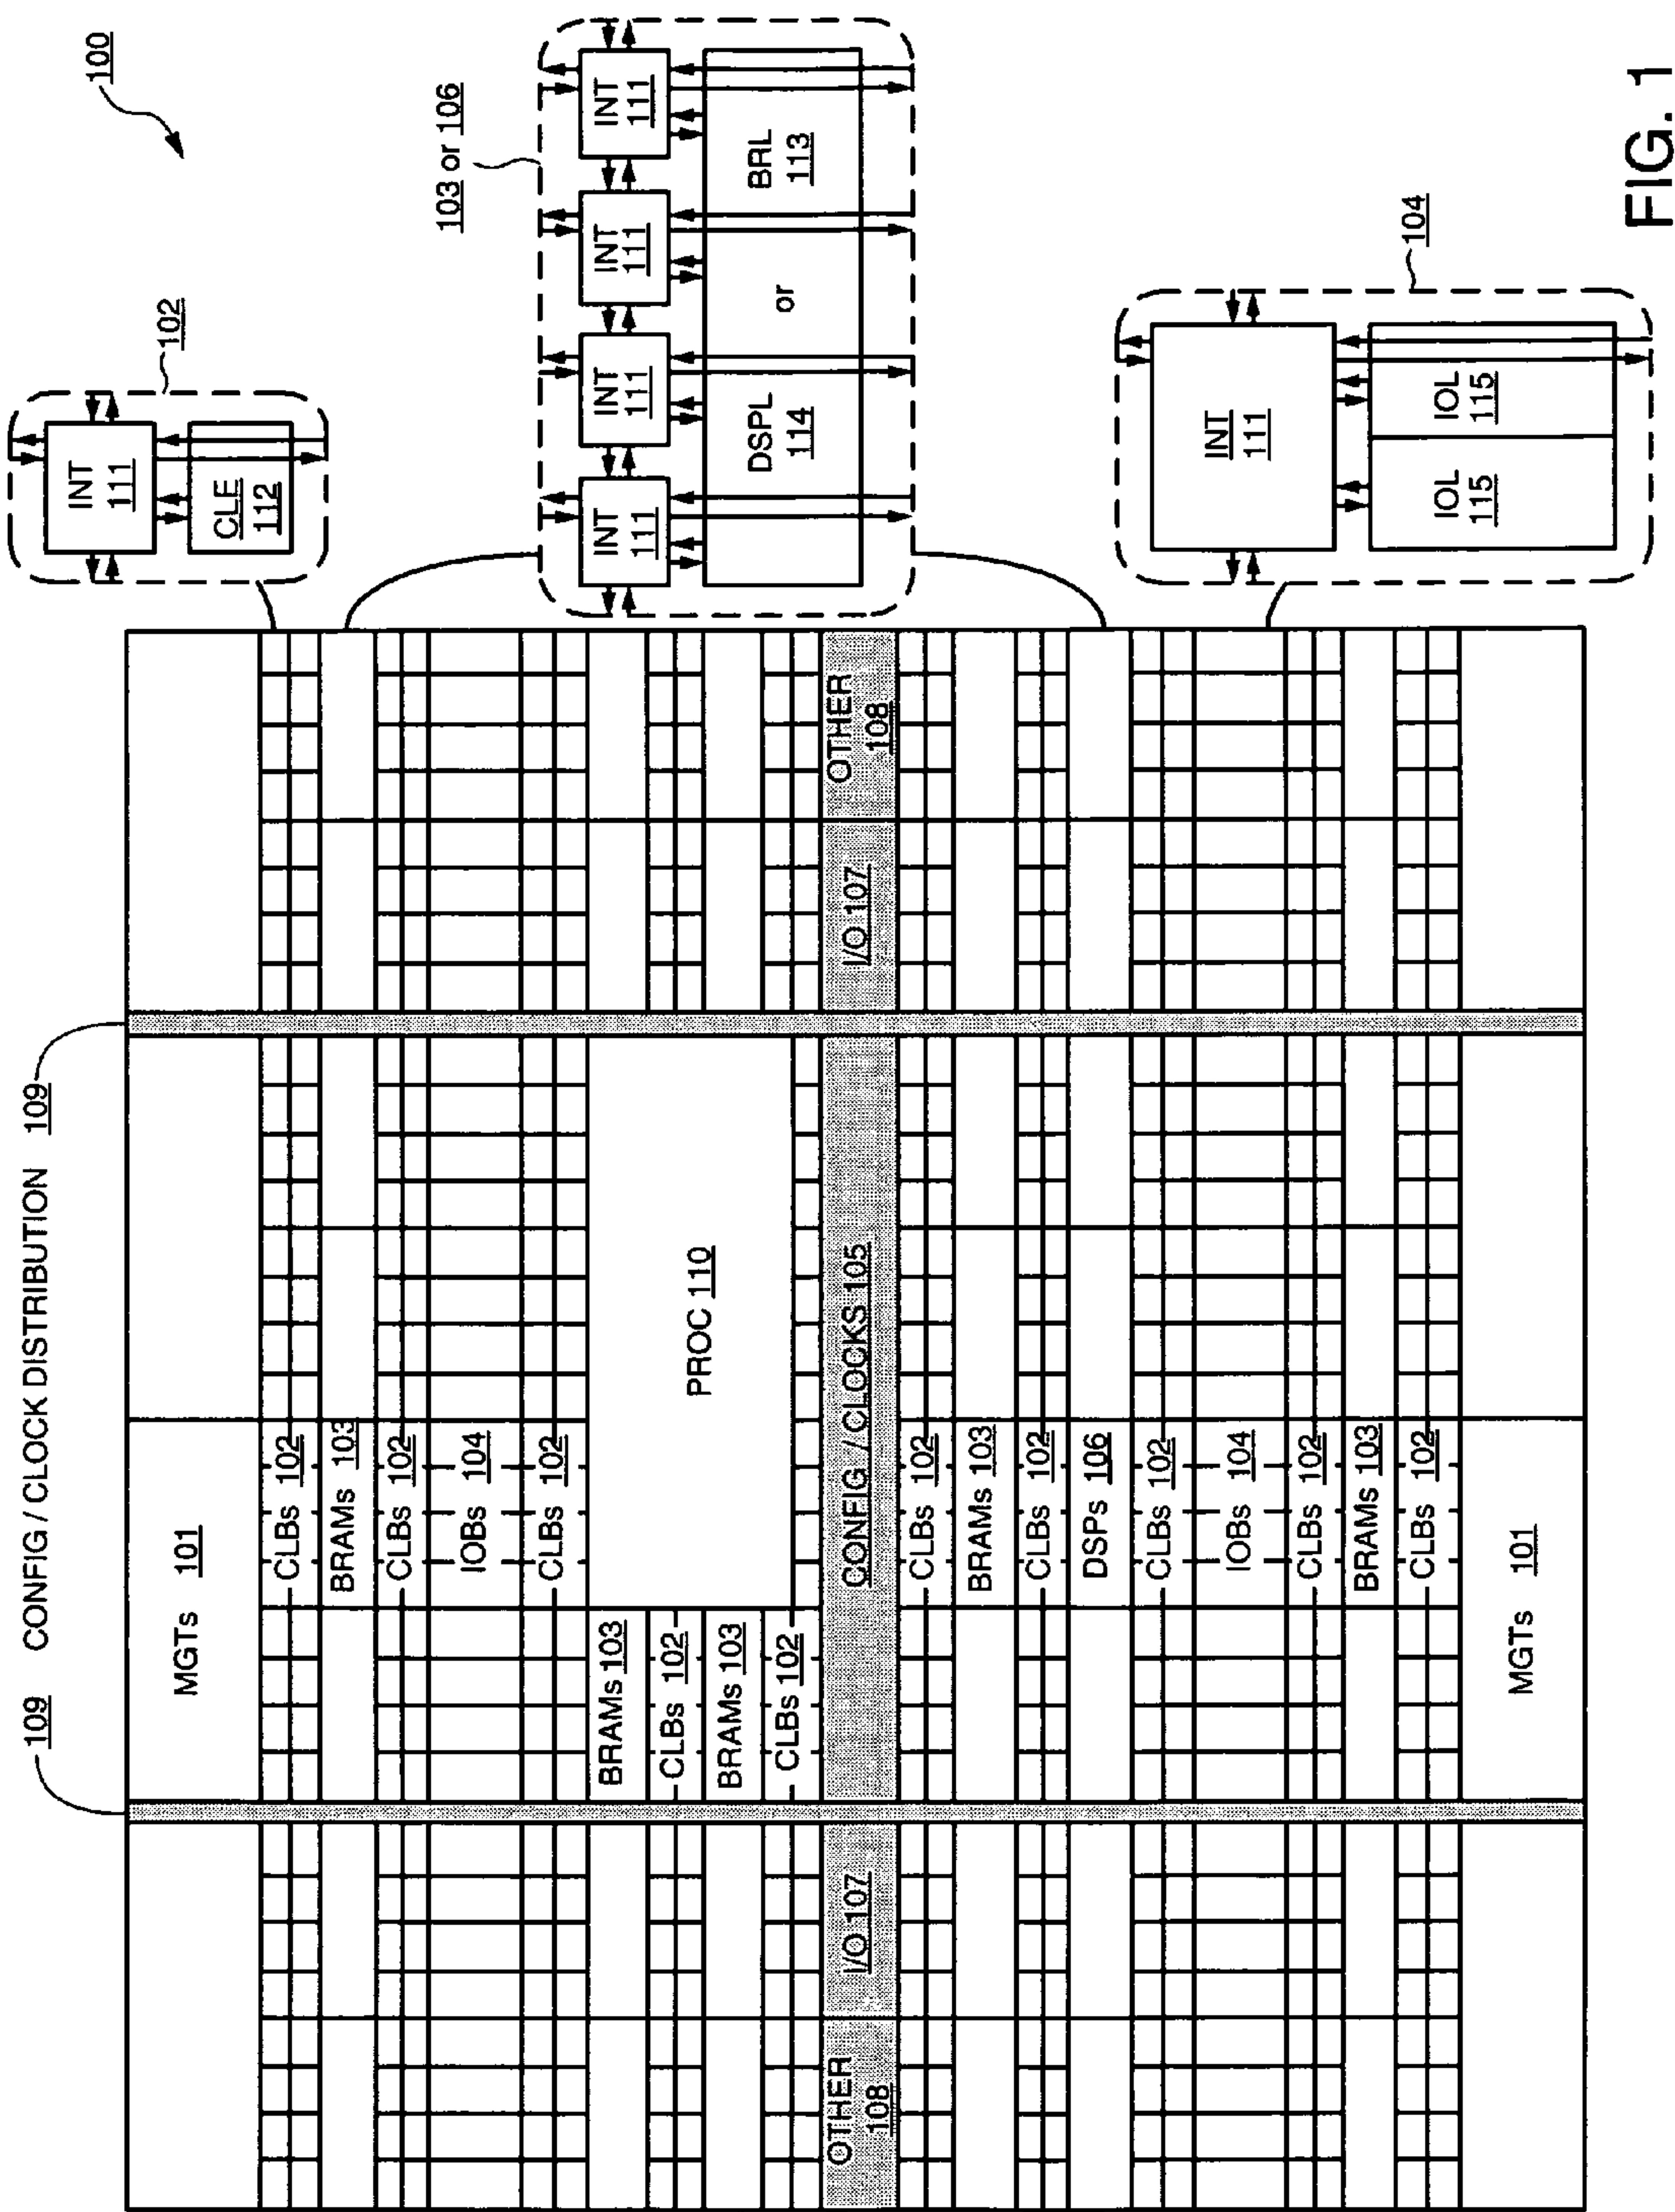 100
102
INT
111
CLE
112
103 or 106
INT
111
INT
111
INT
111
INT
111
DSPL
114
or
BRL
113
104
INT
111
IOL
115
IOL
115
109
CONFIG / CLOCK DISTRIBUTION 109
MGTs 101
CLBs 102
BRAMs 103
CLBs 102
IOBs 104
CLBs 102
PROC 110
BRAMs 103
CLBs 102
BRAMs 103
CLBs 102
OTHER
108
I/O 107
CONFIG / CLOCKS 105
I/O 107
OTHER
108
CLBs 102
BRAMs 103
CLBs 102
DSPs 106
CLBs 102
IOBs 104
CLBs 102
BRAMs 103
CLBs 102
MGTs 101
FIG. 1